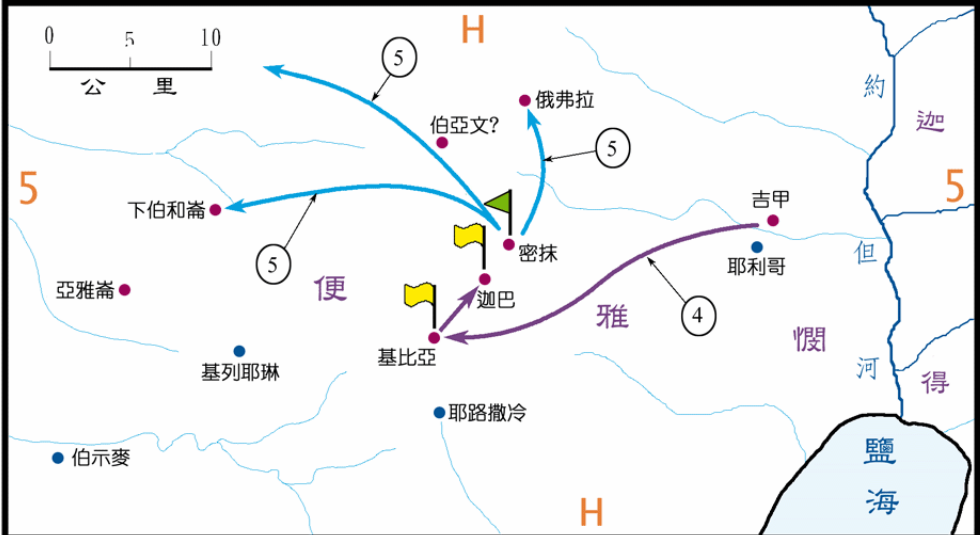 0 5 10
公里
H
5
俄弗拉
伯亞文?
5
約
迦
5
5
下伯和崙
吉甲
密抹
但
耶利哥
5
亞雅崙
便
迦巴
雅
4
憫
基比亞
河
得
基列耶琳
耶路撒冷
伯示麥
鹽
海
H